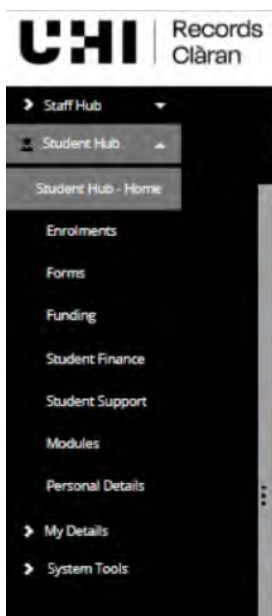 UHI
Records
Clàran
Staff Hub
Student Hub
Student Hub - Home
Enrolments
Forms
Funding
Student Finance
Student Support
Modules
Personal Details
My Details
System Tools